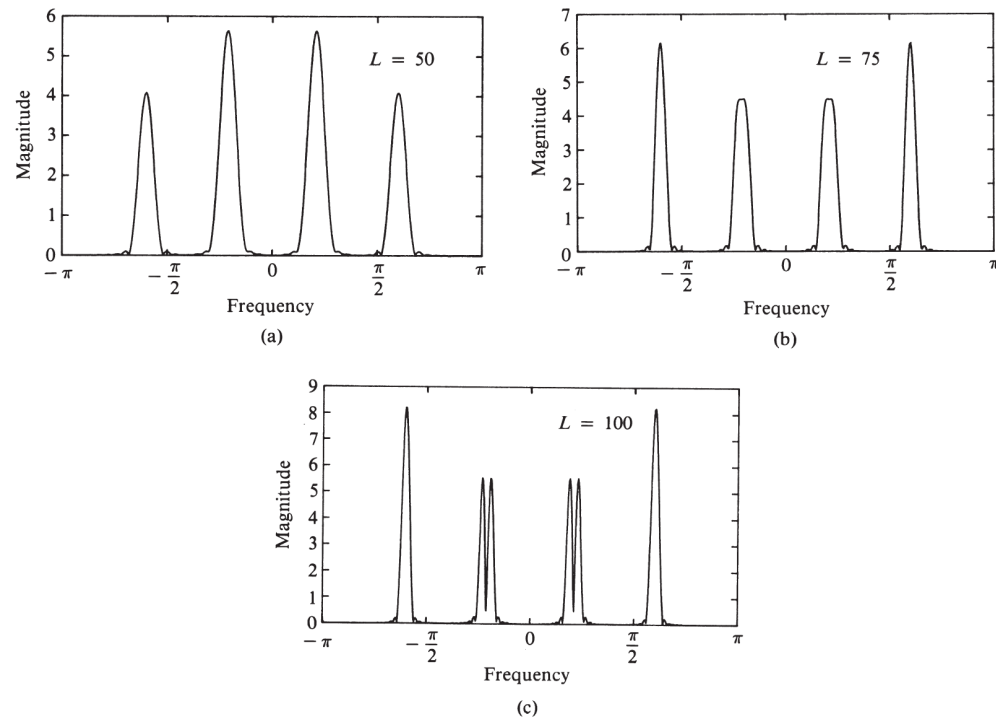 6
5
4
3
2
1
0
Magnitude
L = 50
−π
−π/2
0
π/2
π
Frequency
(a)
7
6
5
4
3
2
1
0
Magnitude
L = 75
−π
−π/2
0
π/2
π
Frequency
(b)
9
8
7
6
5
4
3
2
1
0
Magnitude
L = 100
−π
−π/2
0
π/2
π
Frequency
(c)